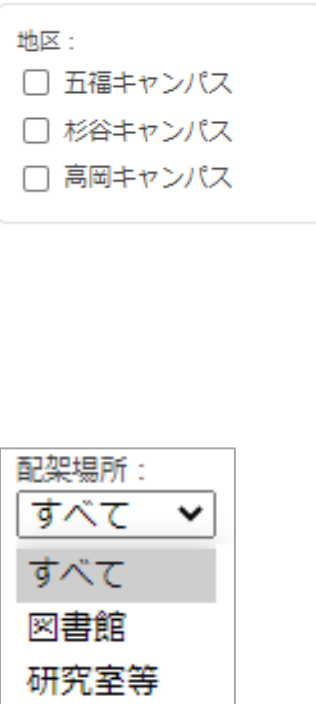 地区：
五福キャンパス
杉谷キャンパス
高岡キャンパス
配架場所：
すべて
すべて
図書館
研究室等